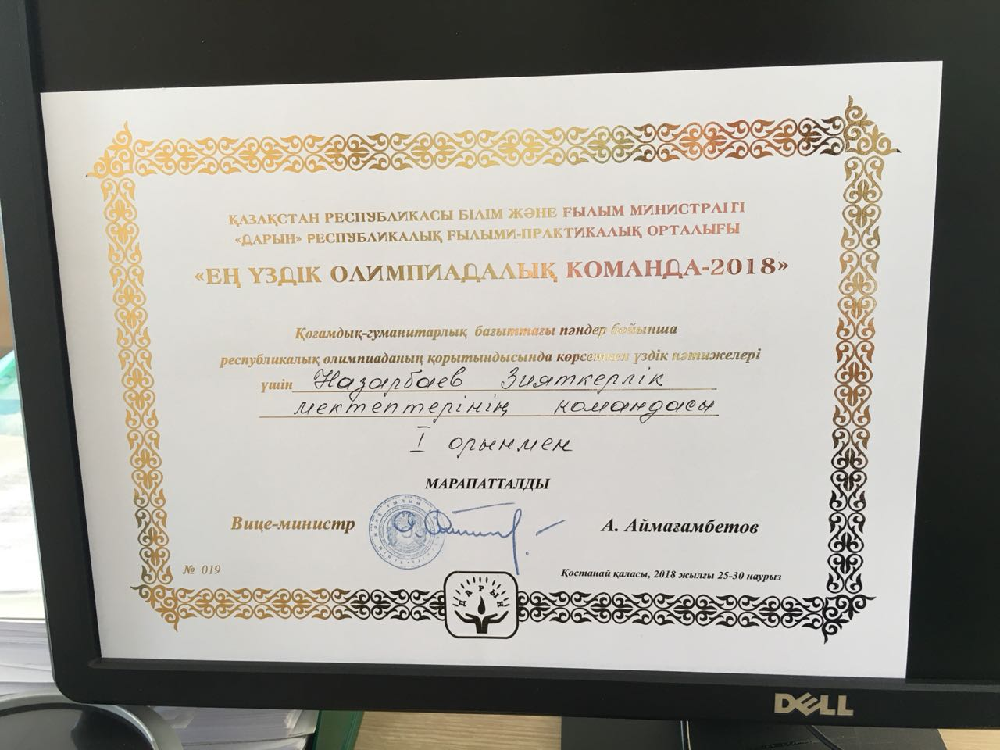 ҚАЗАҚСТАН РЕСПУБЛИКАСЫ БІЛІМ ЖӘНЕ ҒЫЛЫМ МИНИСТРЛІГІ
«ДАРЫН» РЕСПУБЛИКАЛЫҚ ҒЫЛЫМИ-ПРАКТИКАЛЫҚ ОРТАЛЫҒЫ
«ЕҢ ҮЗДІК ОЛИМПИАДАЛЫҚ КОМАНДА-2018»
Қоғамдық-гуманитарлық бағыттағы пәндер бойынша
республикалық олимпиаданың қорытындысында көрсеткен үздік нәтижелері
үшін Назарбаев Зияткерлік
мектептерінің командасы
I орынмен
МАРАПАТТАЛДЫ
Вице-министр А. Аймағамбетов
№ 019
Қостанай қаласы, 2018 жылғы 25-30 наурыз
ДАРЫН
DELL